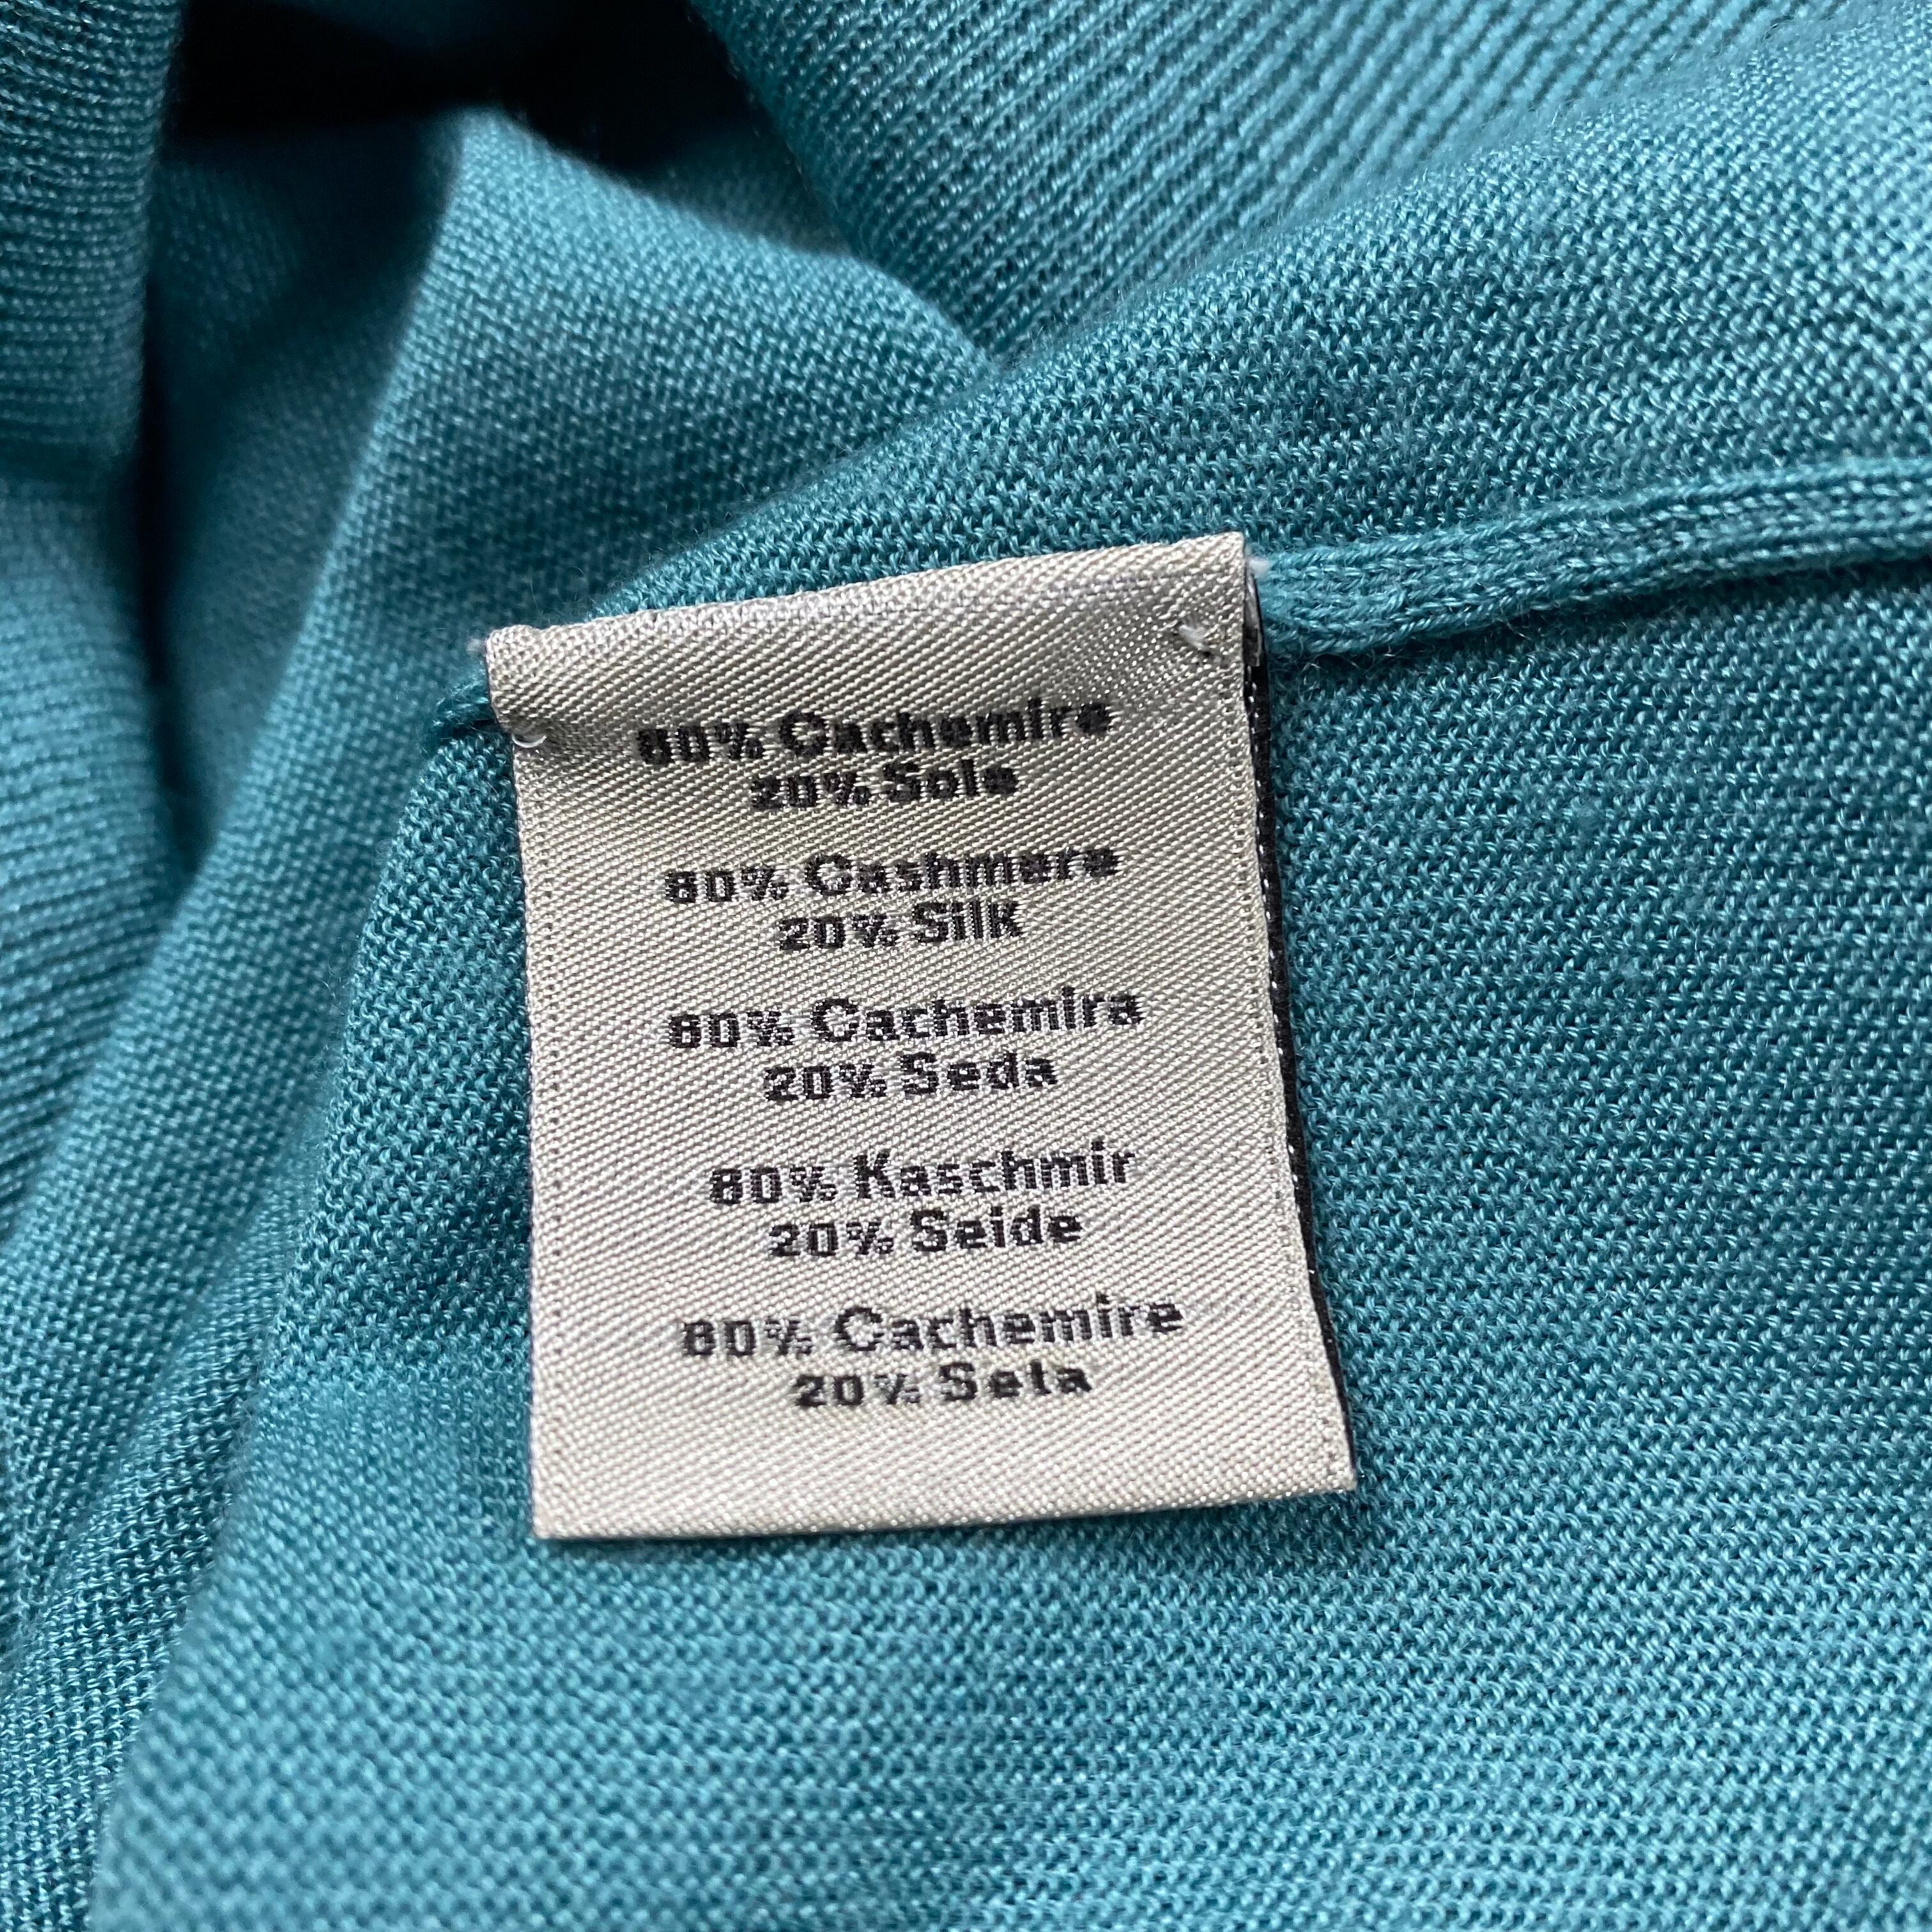 80% Cachemire
20% Soie
80% Cashmere
20% Silk
80% Cachemira
20% Seda
80% Kaschmir
20% Seide
80% Cachemire
20% Seta